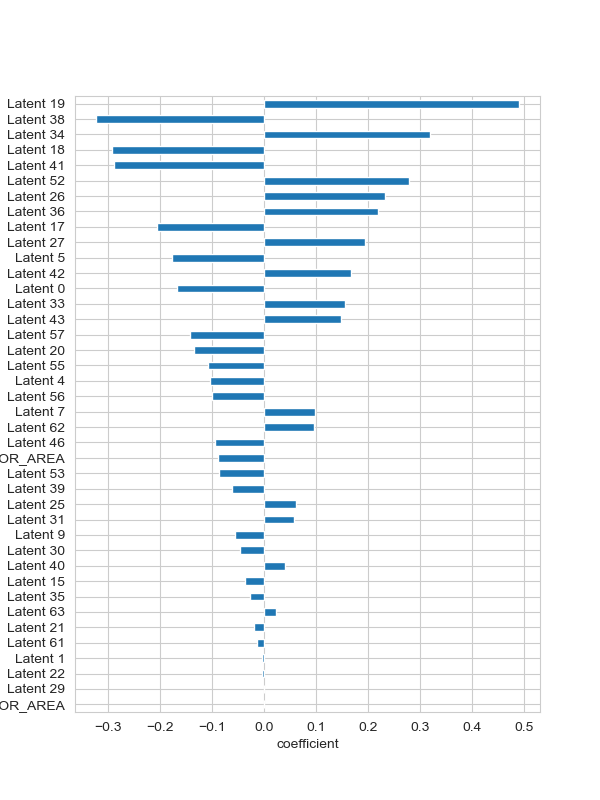 Latent 19
Latent 38
Latent 34
Latent 18
Latent 41
Latent 52
Latent 26
Latent 36
Latent 17
Latent 27
Latent 5
Latent 42
Latent 0
Latent 33
Latent 43
Latent 57
Latent 20
Latent 55
Latent 4
Latent 56
Latent 7
Latent 62
Latent 46
OR_AREA
Latent 53
Latent 39
Latent 25
Latent 31
Latent 9
Latent 30
Latent 40
Latent 15
Latent 35
Latent 63
Latent 21
Latent 61
Latent 1
Latent 22
Latent 29
OR_AREA
−0.3 −0.2 −0.1 0.0 0.1 0.2 0.3 0.4 0.5
coefficient